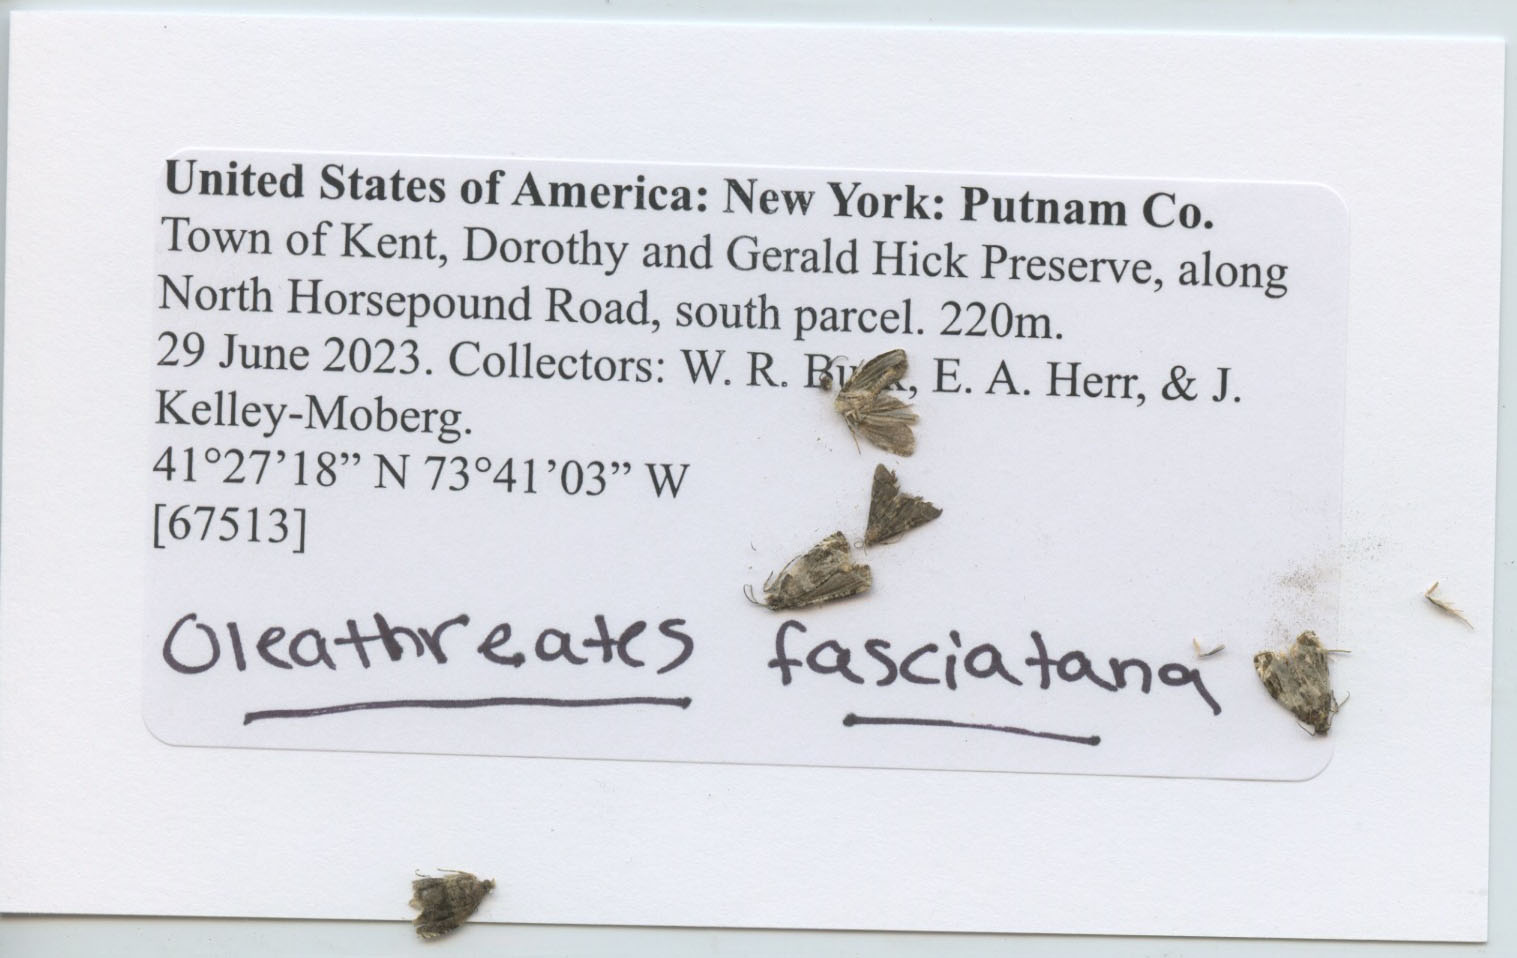 United States of America: New York: Putnam Co.
Town of Kent, Dorothy and Gerald Hick Preserve, along
North Horsepound Road, south parcel. 220m.
29 June 2023. Collectors: W. R. , E. A. Herr, & J.
Kelley-Moberg.
41°27’18” N 73°41’03” W
[67513]
Oleathreates fasciatana